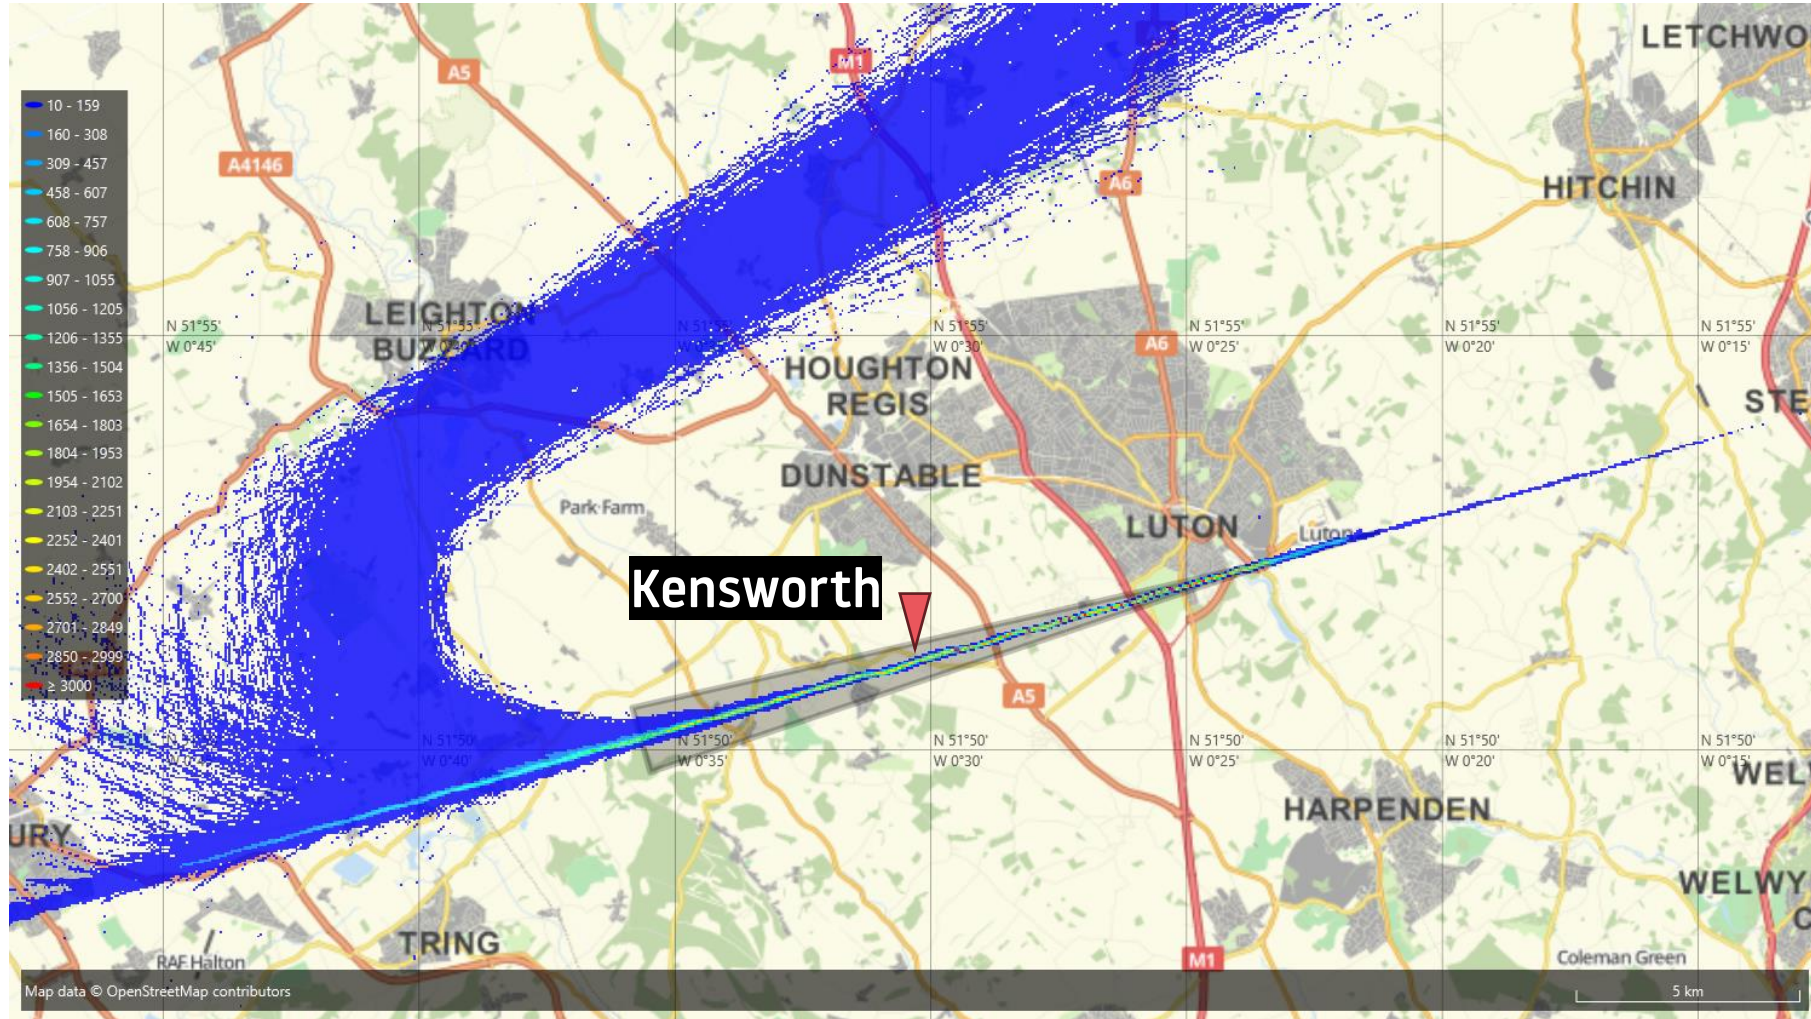 LETCHWO
M1
A5
10 - 159
160 - 308
309 - 457
458 - 607
608 - 757
758 - 906
907 - 1055
1056 - 1205
1206 - 1355
1356 - 1504
1505 - 1653
1654 - 1803
1804 - 1953
1954 - 2102
2103 - 2251
2252 - 2401
2402 - 2551
2552 - 2700
2701 - 2849
2850 - 2999
≥ 3000
A4146
A6
HITCHIN
LEIGHTON
BUZZARD
N 51°55'
W 0°45'
N 51°55'
N 51°55'
N 51°55'
W 0°30'
N 51°55'
W 0°25'
N 51°55'
W 0°20'
N 51°55'
W 0°15'
A6
HOUGHTON
REGIS
STE
DUNSTABLE
Park Farm
LUTON
Luton
Kensworth
A5
N 51°50'
W 0°40'
N 51°50'
W 0°35'
N 51°50'
W 0°30'
N 51°50'
W 0°25'
N 51°50'
W 0°20'
N 51°50'
W 0°15'
WEL
HARPENDEN
URY
WELWY
C
TRING
RAF Halton
M1
Coleman Green
Map data © OpenStreetMap contributors
5 km